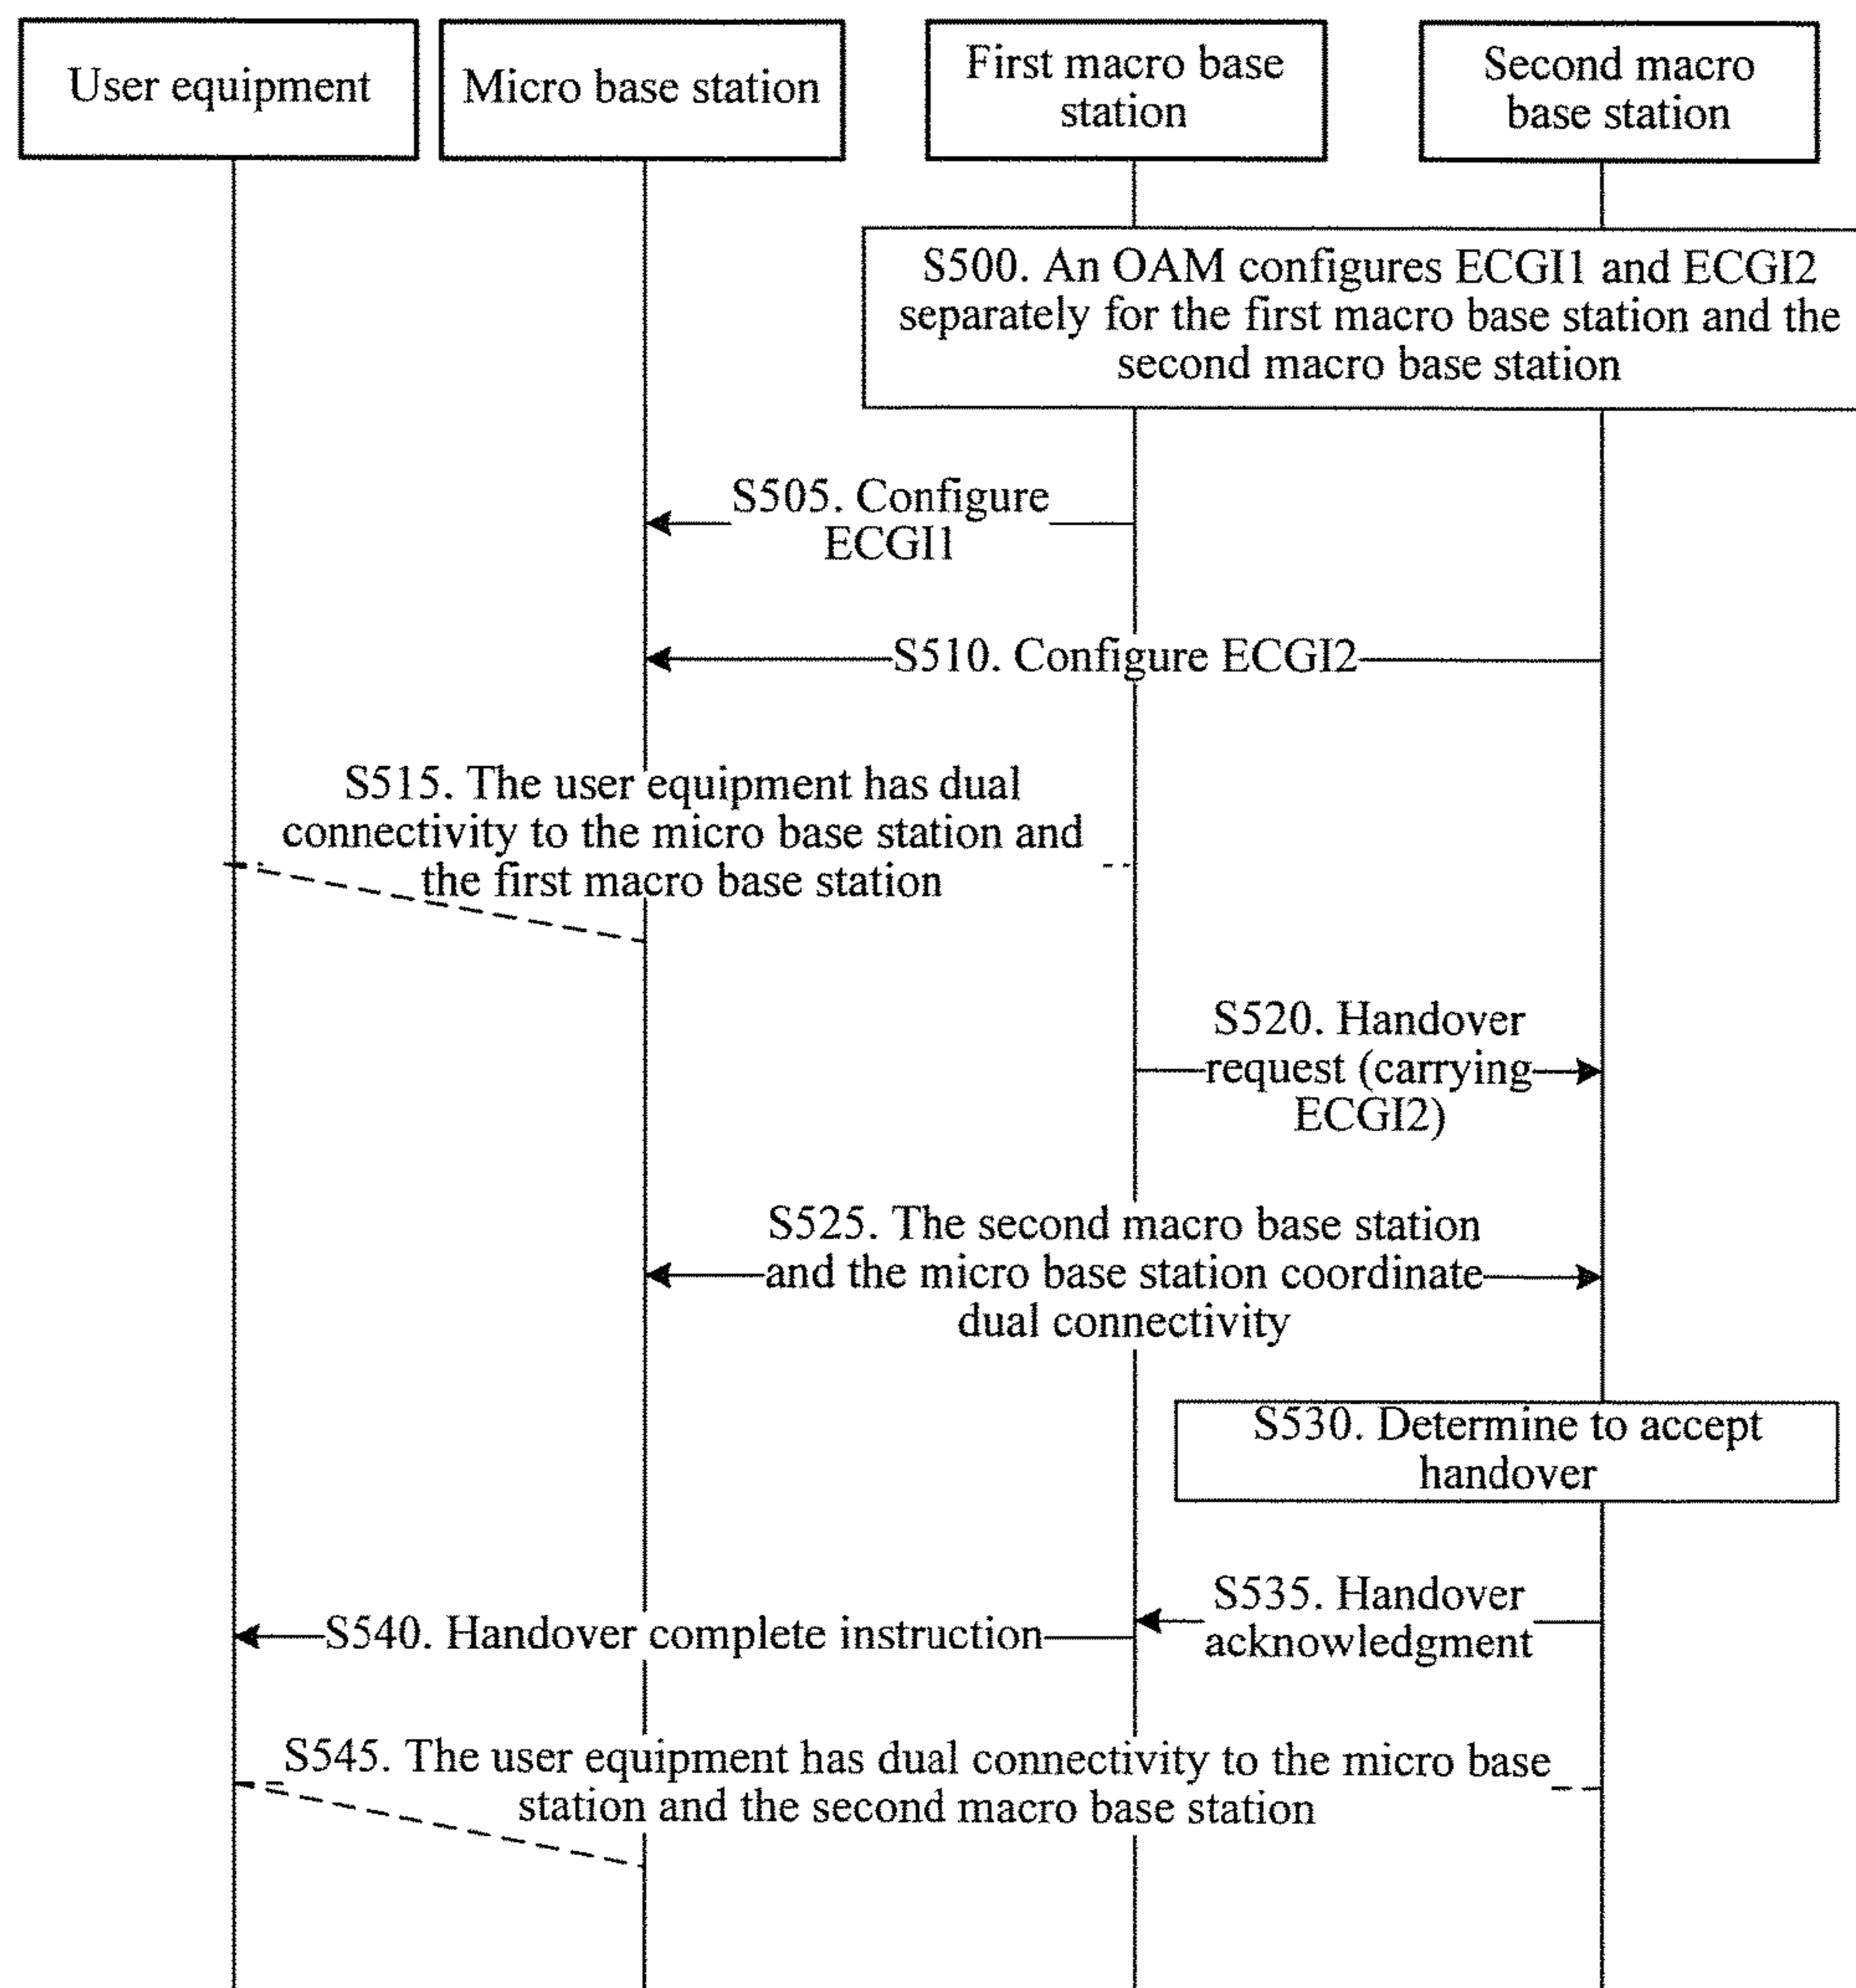 User equipment
Micro base station
First macro base
station
Second macro
base station
S500. An OAM configures ECGI1 and ECGI2
separately for the first macro base station and the
second macro base station
S505. Configure
ECGI1
S510. Configure ECGI2
S515. The user equipment has dual
connectivity to the micro base station and
the first macro base station
S520. Handover
request (carrying
ECGI2)
S525. The second macro base station
and the micro base station coordinate
dual connectivity
S530. Determine to accept
handover
S535. Handover
acknowledgment
S540. Handover complete instruction
S545. The user equipment has dual connectivity to the micro base
station and the second macro base station